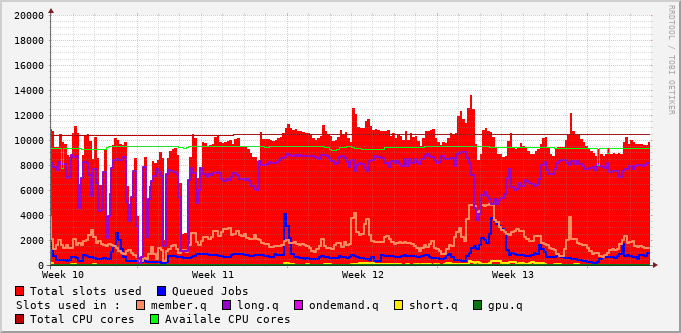 20000
18000
16000
14000
12000
10000
8000
6000
4000
2000
0
Week 10 Week 11 Week 12 Week 13
RRDTOOL / TOBI OETIKER
Total slots used Queued Jobs
Slots used in : member.q long.q ondemand.q short.q gpu.q
Total CPU cores Availale CPU cores